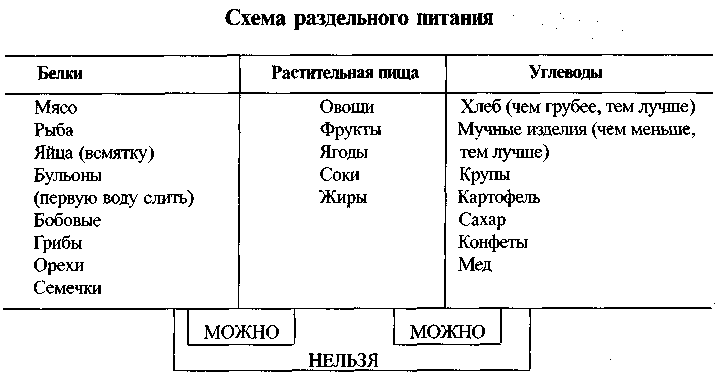 Схема раздельного питания
Белки
Растительная пища
Углеводы
Мясо
Рыба
Яйца (всмятку)
Бульоны
(первую воду слить)
Бобовые
Грибы
Орехи
Семечки
Овощи
Фрукты
Ягоды
Соки
Жиры
Хлеб (чем грубее, тем лучше)
Мучные изделия (чем меньше,
тем лучше)
Крупы
Картофель
Сахар
Конфеты
Мед
МОЖНО
МОЖНО
НЕЛЬЗЯ